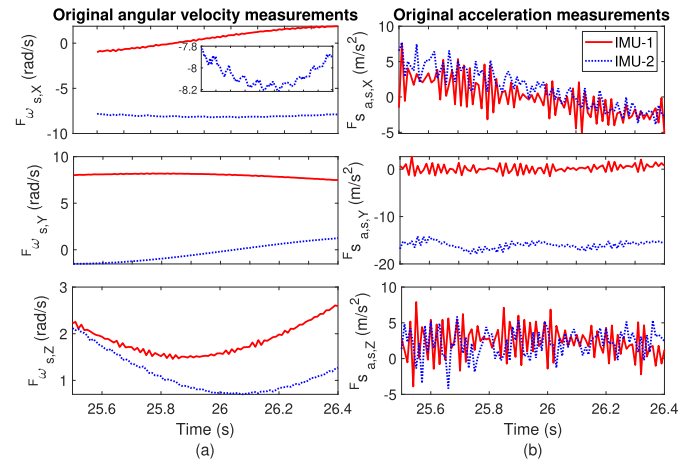 Original angular velocity measurements
Original acceleration measurements
F ω s,X (rad/s)
0
-5
-10
-7.8
-8
-8.2
F s a,s,X (m/s²)
10
5
0
-5
IMU-1
IMU-2
F ω s,Y (rad/s)
10
5
0
F s a,s,Y (m/s²)
0
-10
-20
F ω s,Z (rad/s)
3
2
1
25.6 25.8 26 26.2 26.4
Time (s)
(a)
F s a,s,Z (m/s²)
10
5
0
-5
25.6 25.8 26 26.2 26.4
Time (s)
(b)